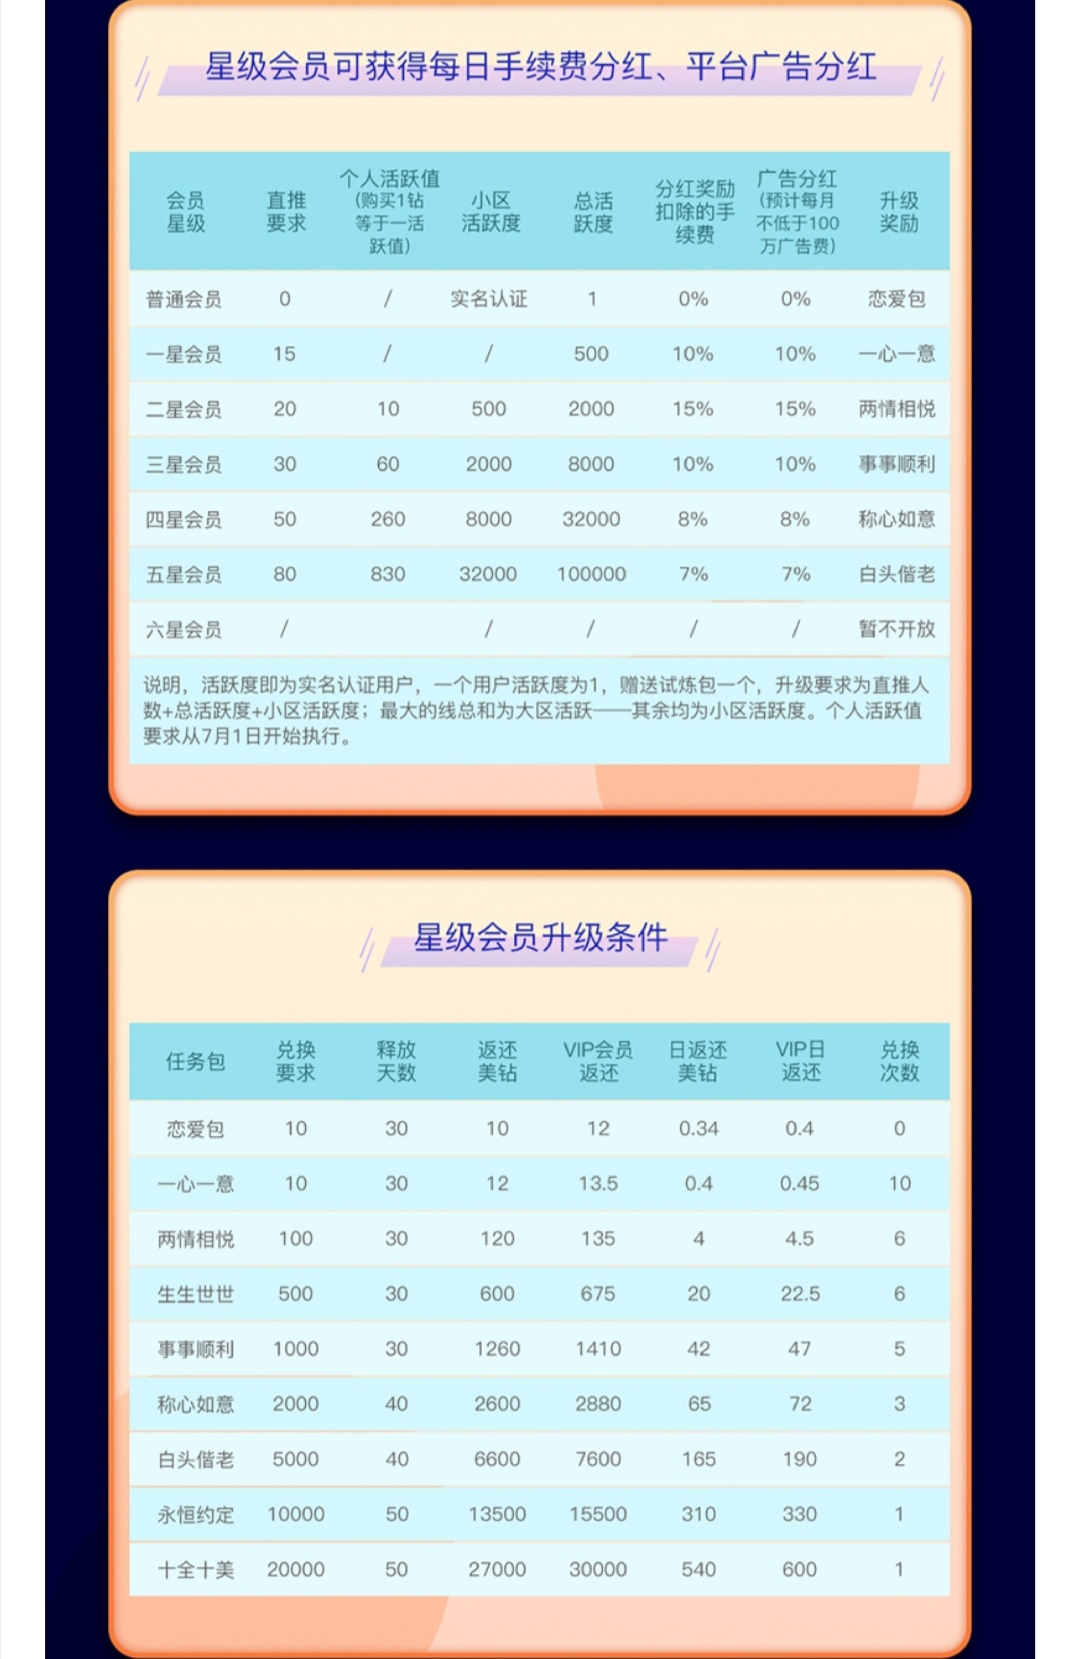 星级会员可获得每日手续费分红、平台广告分红
会员星级 直推要求 个人活跃值(购买1钻等于一活跃值) 小区活跃度 总活跃度 分红奖励扣除的手续费 广告分红(预计每月不低于100万广告费) 升级奖励
普通会员 0 / 实名认证 1 0% 0% 恋爱包
一星会员 15 / / 500 10% 10% 一心一意
二星会员 20 10 500 2000 15% 15% 两情相悦
三星会员 30 60 2000 8000 10% 10% 事事顺利
四星会员 50 260 8000 32000 8% 8% 称心如意
五星会员 80 830 32000 100000 7% 7% 白头偕老
六星会员 / / / / / 暂不开放
说明，活跃度即为实名认证用户，一个用户活跃度为1，赠送试炼包一个，升级要求为直推人
数+总活跃度+小区活跃度；最大的线总和为大区活跃——其余均为小区活跃度。个人活跃值
要求从7月1日开始执行。
星级会员升级条件
任务包 兑换要求 释放天数 返还美钻 VIP会员返还 日返还美钻 VIP日返还 兑换次数
恋爱包 10 30 10 12 0.34 0.4 0
一心一意 10 30 12 13.5 0.4 0.45 10
两情相悦 100 30 120 135 4 4.5 6
生生世世 500 30 600 675 20 22.5 6
事事顺利 1000 30 1260 1410 42 47 5
称心如意 2000 40 2600 2880 65 72 3
白头偕老 5000 40 6600 7600 165 190 2
永恒约定 10000 50 13500 15500 310 330 1
十全十美 20000 50 27000 30000 540 600 1